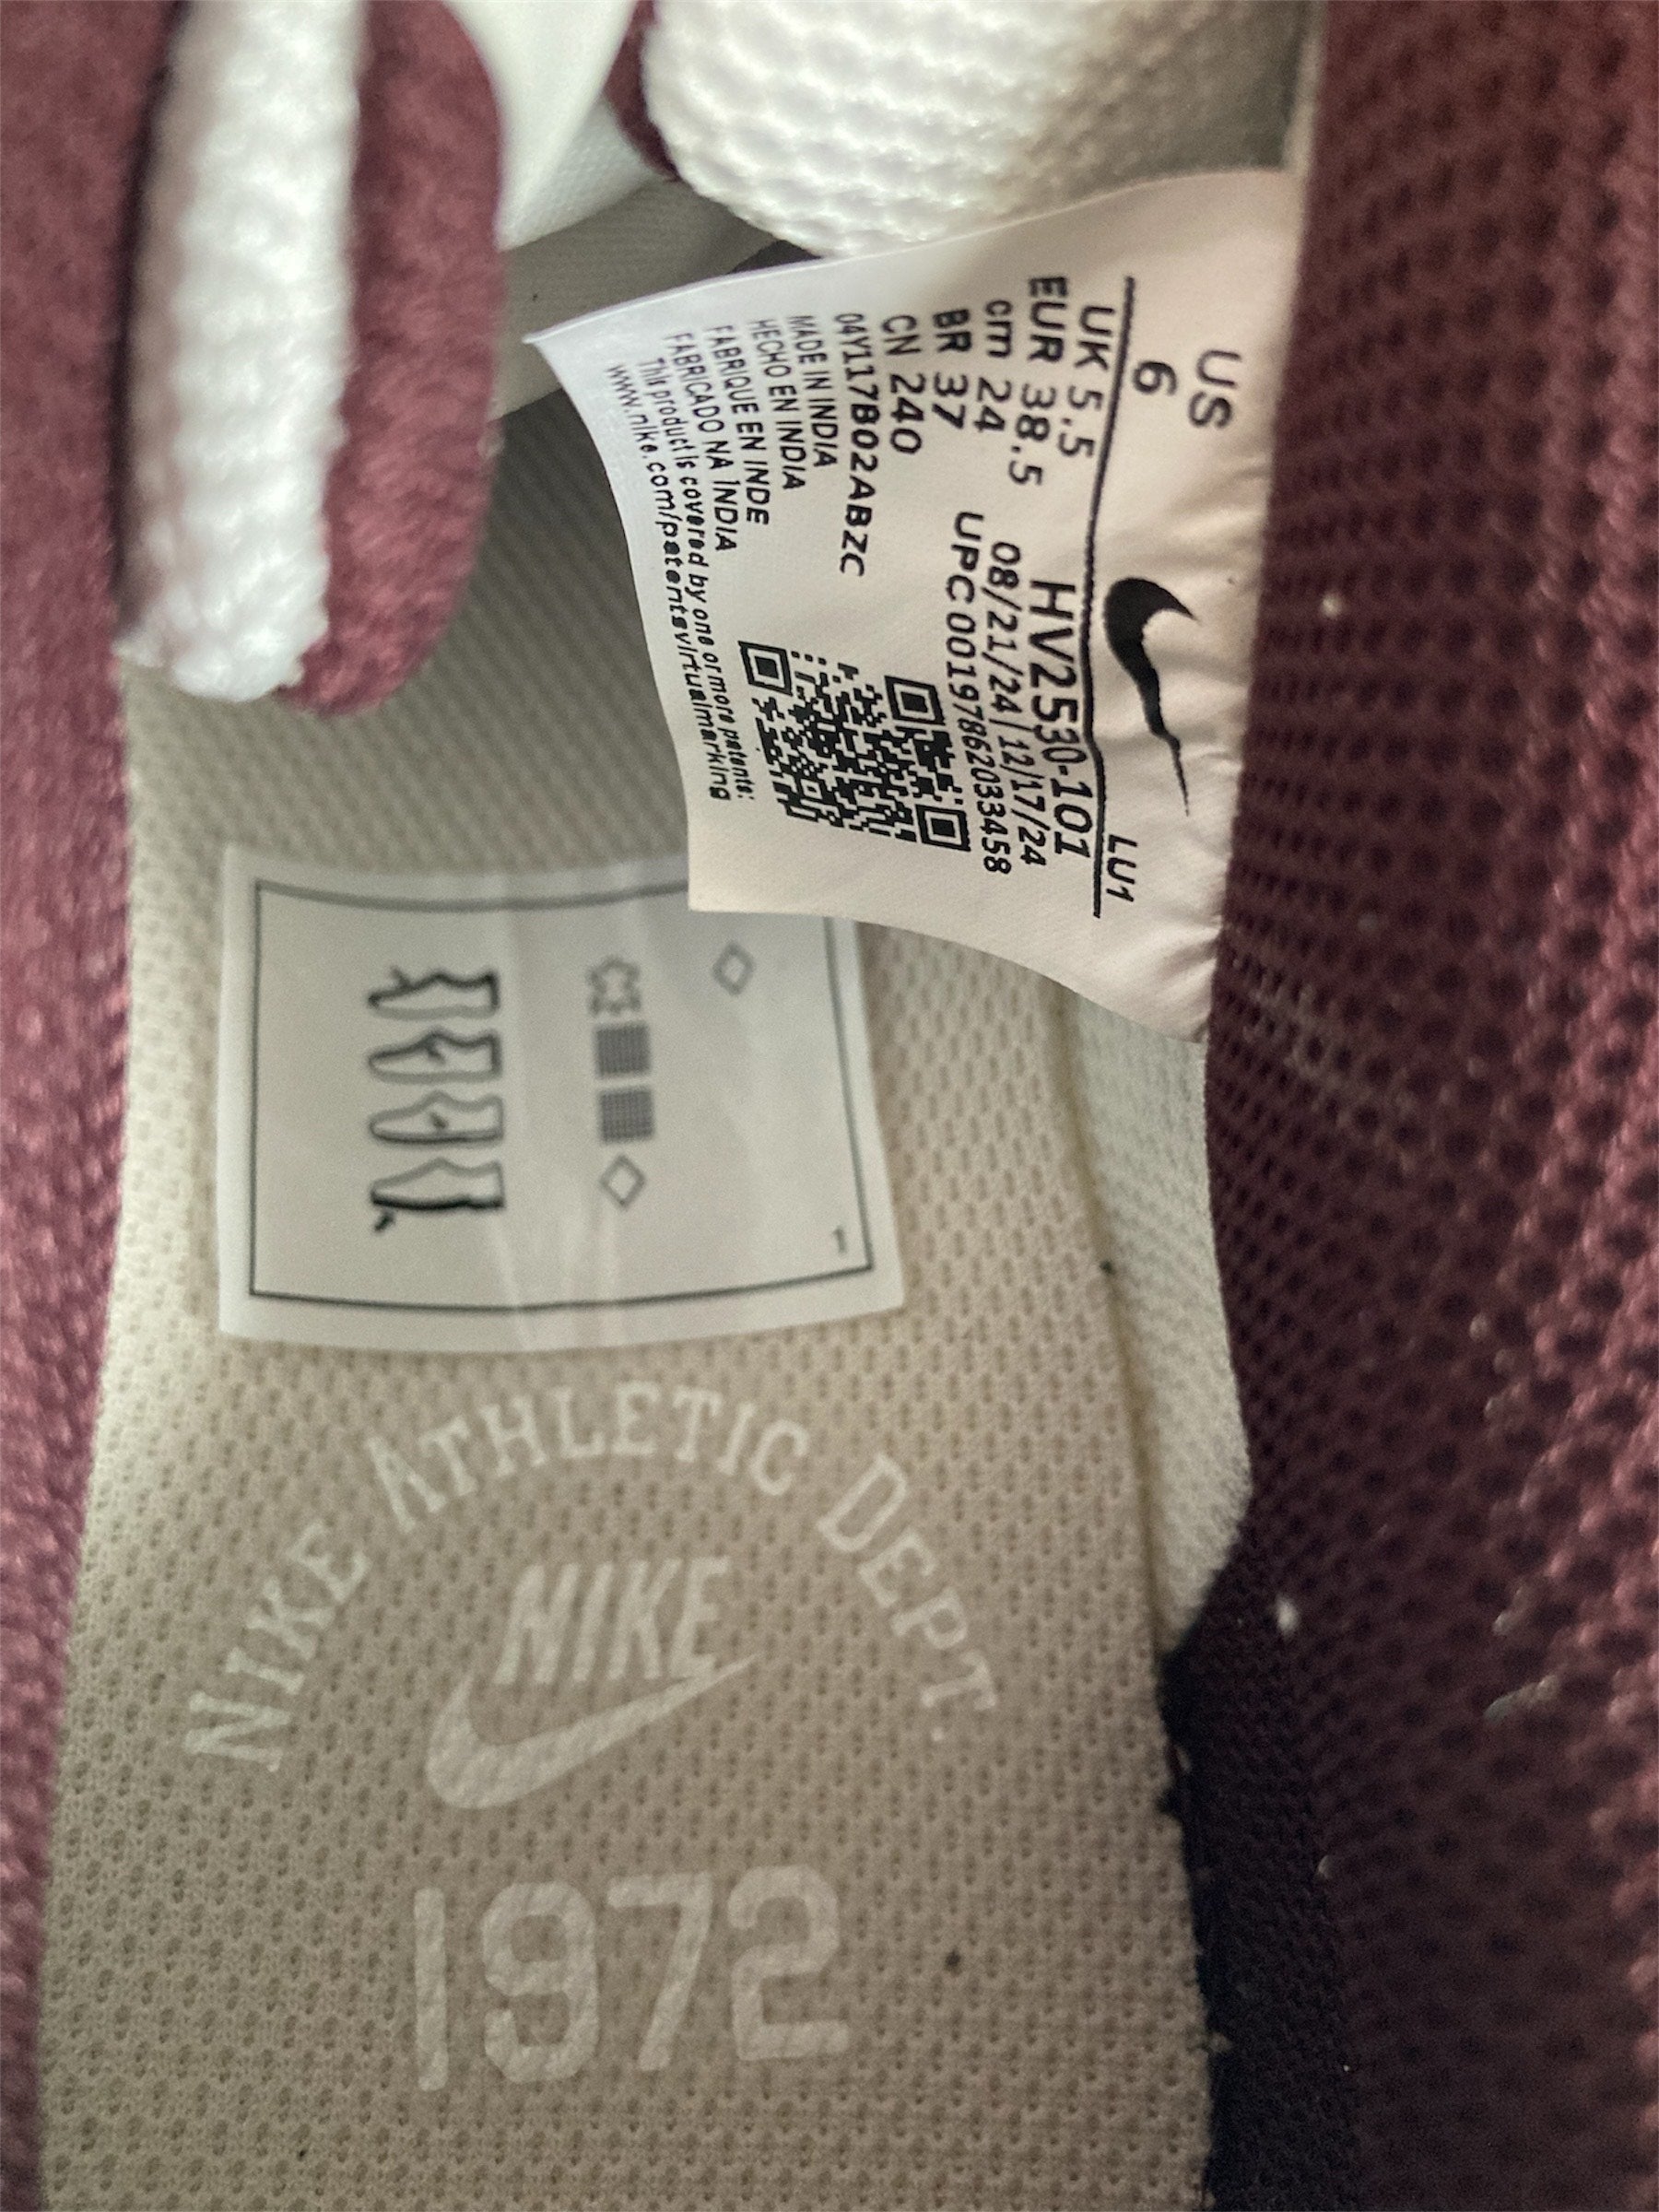 US
6
LU1
UK 5.5
EUR 38.5
cm 24
BR 37
CN 240
HV2530-101
08/21/24|12/17/24
UPC00197862033458
04Y117B02ABZC
MADE IN INDIA
HECHO EN INDIA
FABRIQUE EN INDE
FABRICADO NA ÍNDIA
This product is covered by one or more patents:
www.nike.com/patentsvirtualmarking
1
NIKE ATHLETIC DEPT.
NIKE
1972